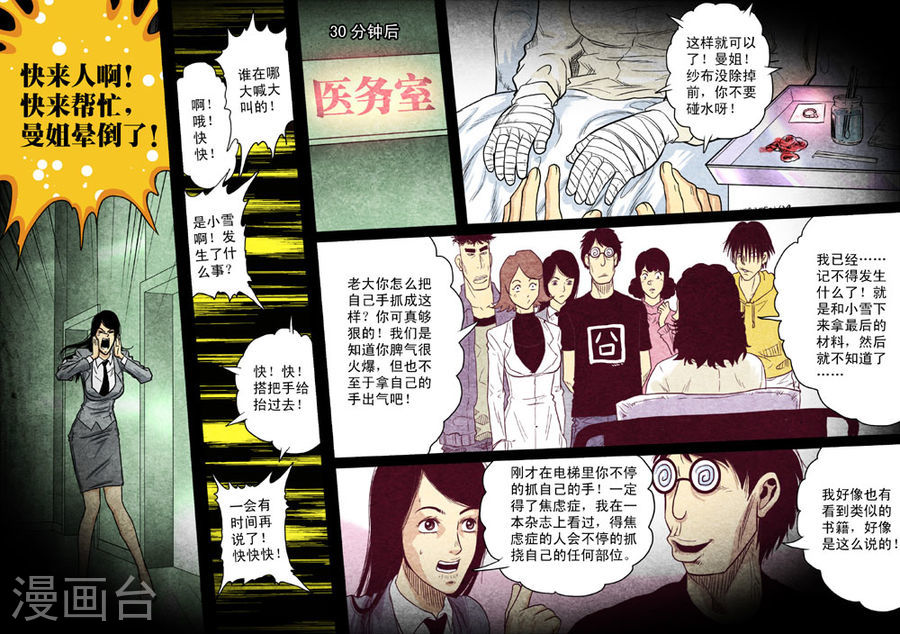 快来人啊！
快来帮忙，
曼姐晕倒了！
谁在哪
大喊大
叫的！
啊！
哦！快
快！
是小雪
啊！发
生了什
么事？
快！快！
搭把手给
抬过去！
一会有
时间再
说了！
快快快！
30分钟后
医务室
这样就可以
了！曼姐！
纱布没除掉
前，你不要
碰水呀！
老大你怎么把
自己手抓成这
样？你可真够
狠的！我们是
知道你脾气很
火爆，但也不
至于拿自己的
手出气吧！
囧
我已经……
记不得发生
什么了！就
是和小雪下
来拿最后的
材料，然后
就不知道了
……
刚才在电梯里你不停
的抓自己的手！一定
得了焦虑症，我在一
本杂志上看过，得焦
虑症的人会不停的抓
挠自己的任何部位。
我好像也有
看到类似的
书籍，好像
是这么说的！
漫画台